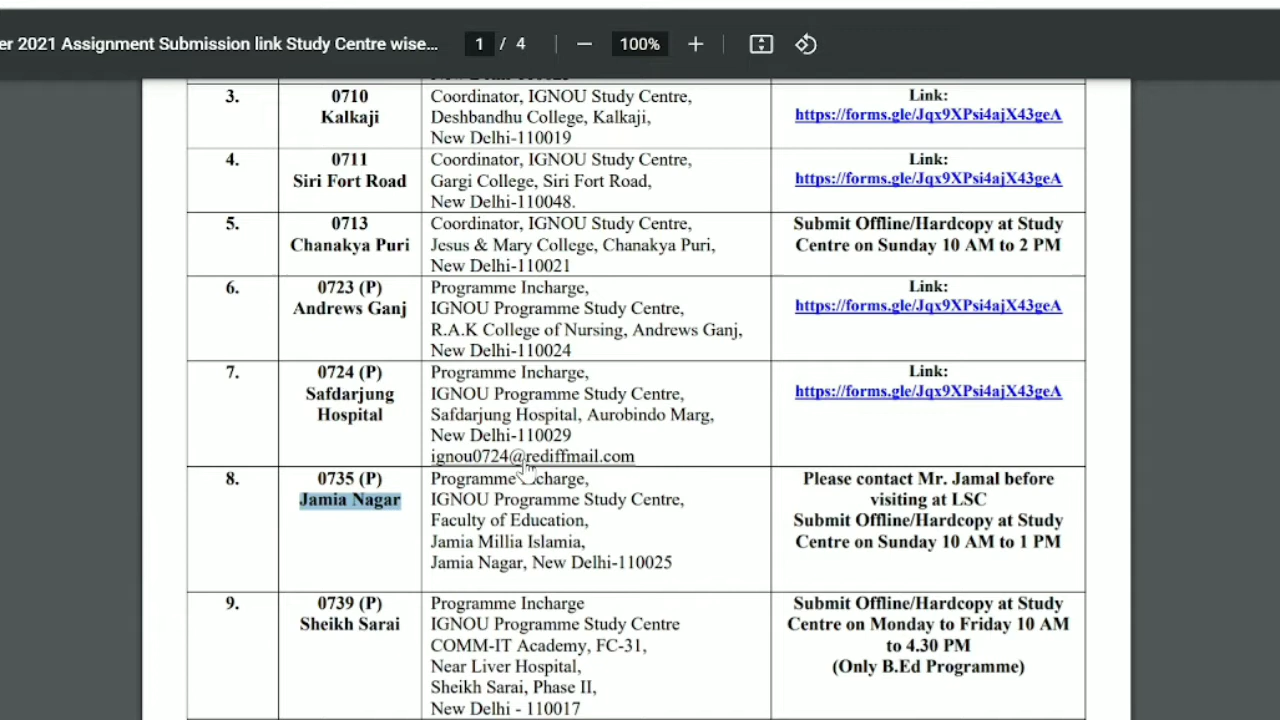 er 2021 Assignment Submission link Study Centre wise...
1 / 4
100%
3.
0710
Kalkaji
Coordinator, IGNOU Study Centre,
Deshbandhu College, Kalkaji,
New Delhi-110019
Link:
https://forms.gle/Jqx9XPsi4ajX43geA
4.
0711
Siri Fort Road
Coordinator, IGNOU Study Centre,
Gargi College, Siri Fort Road,
New Delhi-110048.
Link:
https://forms.gle/Jqx9XPsi4ajX43geA
5.
0713
Chanakya Puri
Coordinator, IGNOU Study Centre,
Jesus & Mary College, Chanakya Puri,
New Delhi-110021
Submit Offline/Hardcopy at Study
Centre on Sunday 10 AM to 2 PM
6.
0723 (P)
Andrews Ganj
Programme Incharge,
IGNOU Programme Study Centre,
R.A.K College of Nursing, Andrews Ganj,
New Delhi-110024
Link:
https://forms.gle/Jqx9XPsi4ajX43geA
7.
0724 (P)
Safdarjung
Hospital
Programme Incharge,
IGNOU Programme Study Centre,
Safdarjung Hospital, Aurobindo Marg,
New Delhi-110029
ignou0724@rediffmail.com
Link:
https://forms.gle/Jqx9XPsi4ajX43geA
8.
0735 (P)
Jamia Nagar
Programme Incharge,
IGNOU Programme Study Centre,
Faculty of Education,
Jamia Millia Islamia,
Jamia Nagar, New Delhi-110025
Please contact Mr. Jamal before
visiting at LSC
Submit Offline/Hardcopy at Study
Centre on Sunday 10 AM to 1 PM
9.
0739 (P)
Sheikh Sarai
Programme Incharge
IGNOU Programme Study Centre
COMM-IT Academy, FC-31,
Near Liver Hospital,
Sheikh Sarai, Phase II,
New Delhi - 110017
Submit Offline/Hardcopy at Study
Centre on Monday to Friday 10 AM
to 4.30 PM
(Only B.Ed Programme)